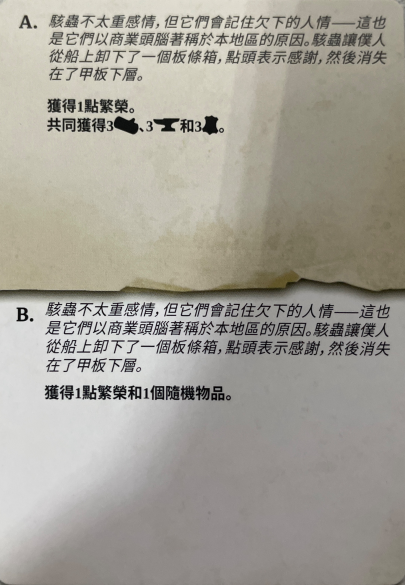 A. 駭蟲不太重感情，但它們會記住欠下的人情——這也
是它們以商業頭腦著稱於本地區的原因。駭蟲讓僕人
從船上卸下了一個板條箱，點頭表示感謝，然後消失
在了甲板下層。
獲得1點繁榮。
共同獲得3、3和3。
B. 駭蟲不太重感情，但它們會記住欠下的人情——這也
是它們以商業頭腦著稱於本地區的原因。駭蟲讓僕人
從船上卸下了一個板條箱，點頭表示感謝，然後消失
在了甲板下層。
獲得1點繁榮和1個隨機物品。